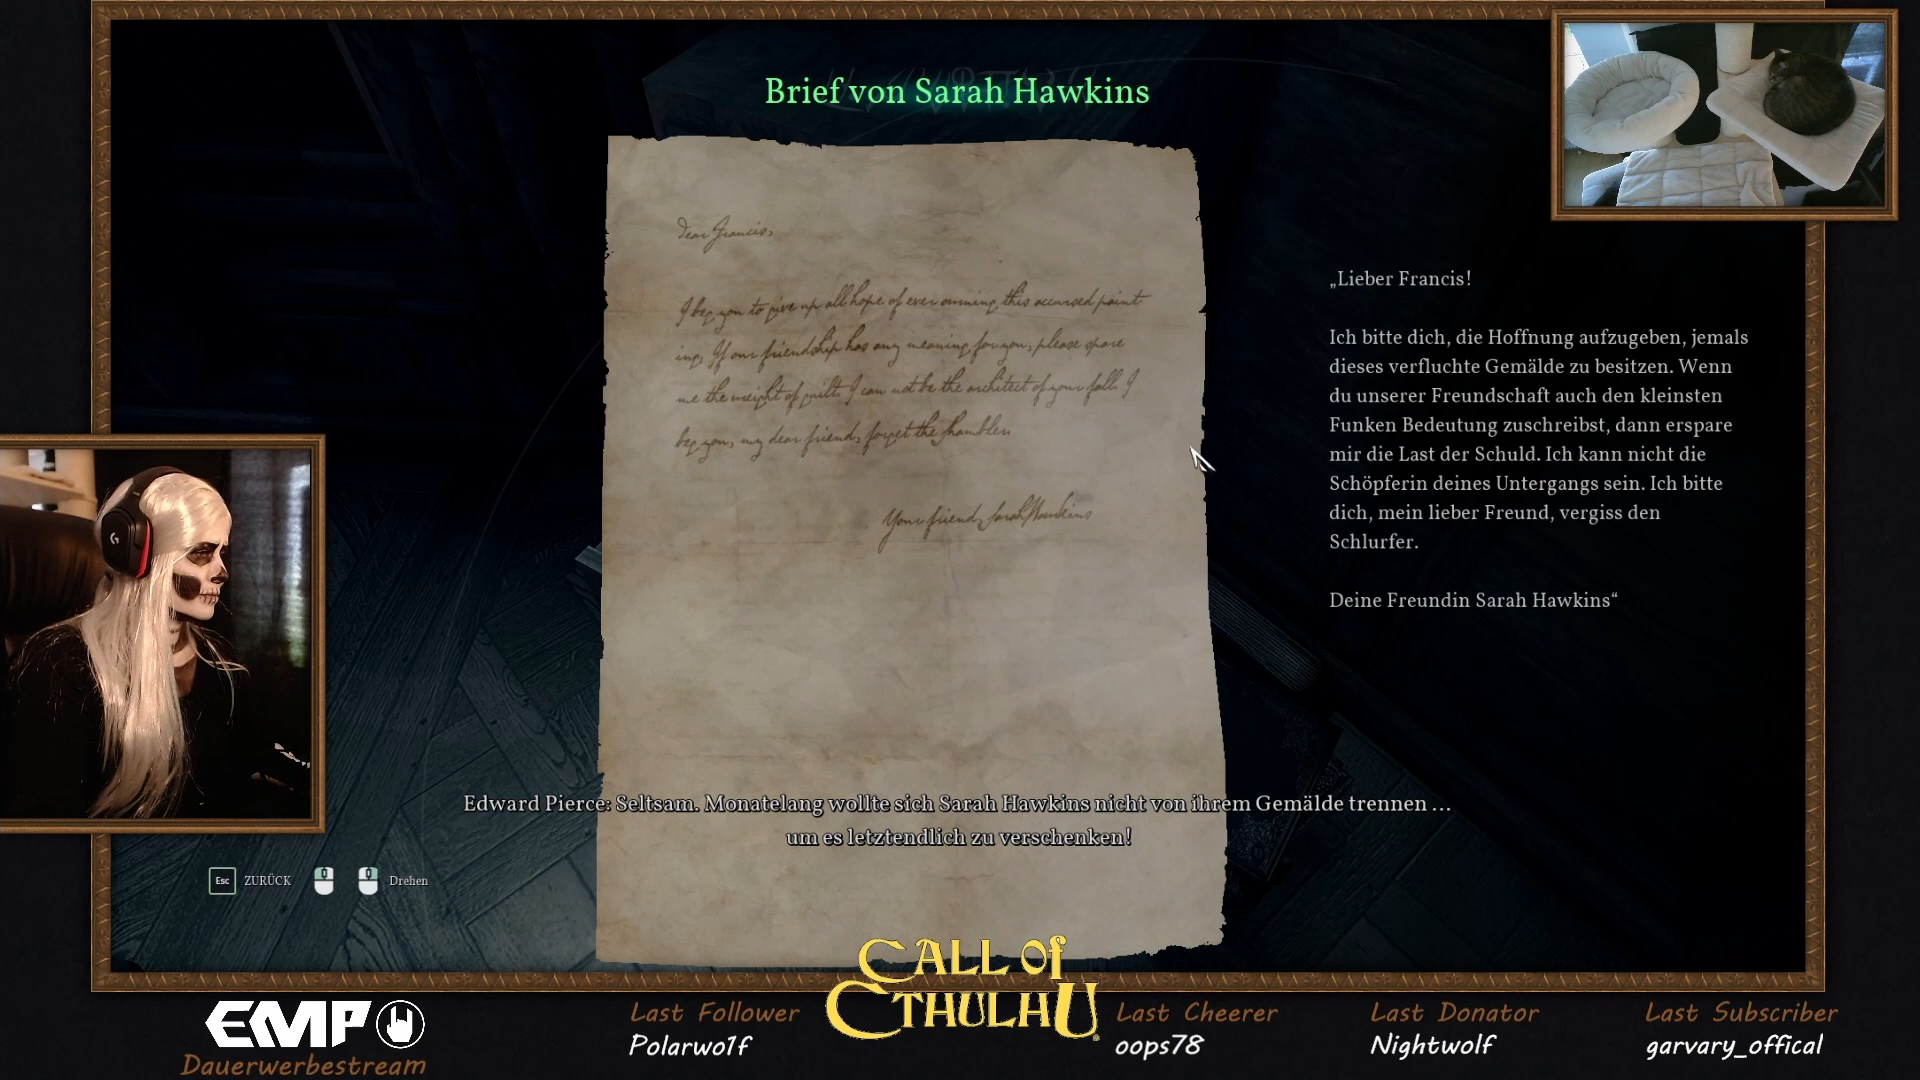 Brief von Sarah Hawkins
Dear Francis,
I beg you to give up all hope of ever owning this accursed paint-
ing. If our friendship has any meaning for you, please spare
me the weight of guilt. I can not be the architect of your fall. I
beg you, my dear friend, forget the Shambler.
Your friend, Sarah Hawkins
„Lieber Francis!
Ich bitte dich, die Hoffnung aufzugeben, jemals
dieses verfluchte Gemälde zu besitzen. Wenn
du unserer Freundschaft auch den kleinsten
Funken Bedeutung zuschreibst, dann erspare
mir die Last der Schuld. Ich kann nicht die
Schöpferin deines Untergangs sein. Ich bitte
dich, mein lieber Freund, vergiss den
Schlurfer.
Deine Freundin Sarah Hawkins“
Edward Pierce: Seltsam. Monatelang wollte sich Sarah Hawkins nicht von ihrem Gemälde trennen ...
um es letztendlich zu verschenken!
Esc ZURÜCK Drehen
CALL of
CTHULHU
EMP
Dauerwerbestream
Last Follower
Polarwo1f
Last Cheerer
oops78
Last Donator
Nightwolf
Last Subscriber
garvary_offical